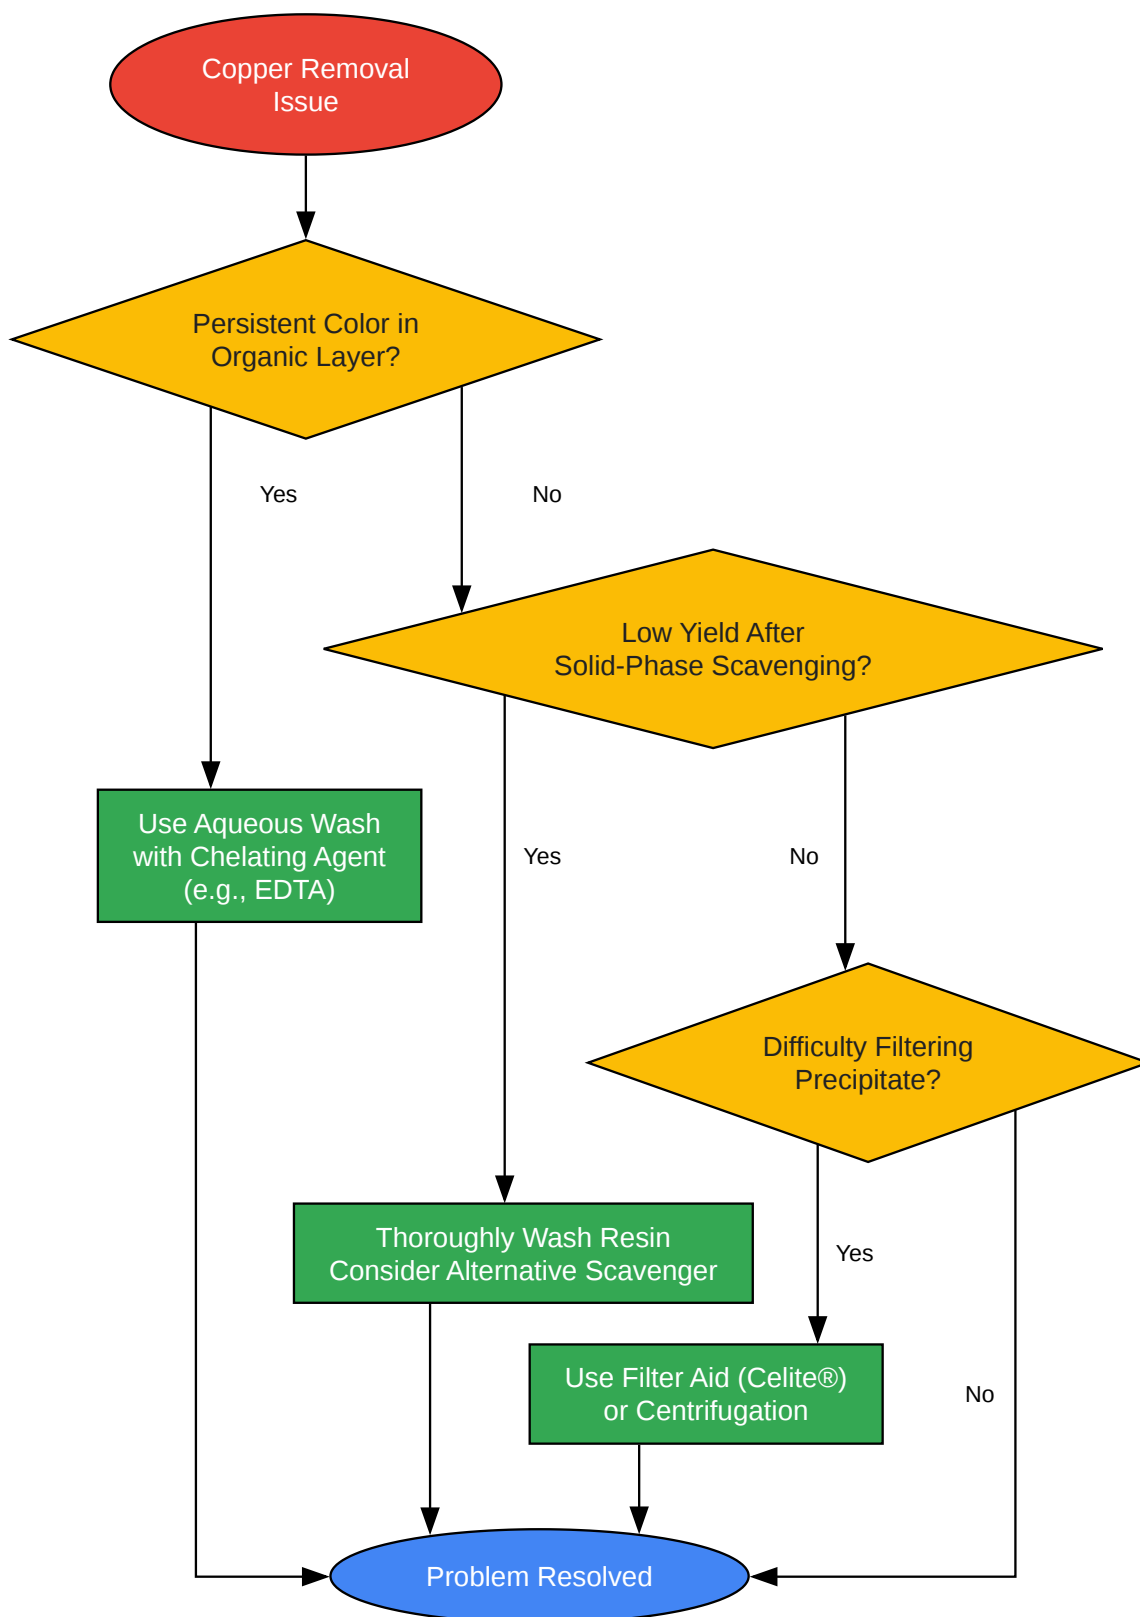 Copper Removal
Issue
Persistent Color in
Organic Layer?
Yes
No
Low Yield After
Solid-Phase Scavenging?
Use Aqueous Wash
with Chelating Agent
(e.g., EDTA)
Yes
No
Difficulty Filtering
Precipitate?
Thoroughly Wash Resin
Consider Alternative Scavenger
Yes
Use Filter Aid (Celite®)
or Centrifugation
No
Problem Resolved